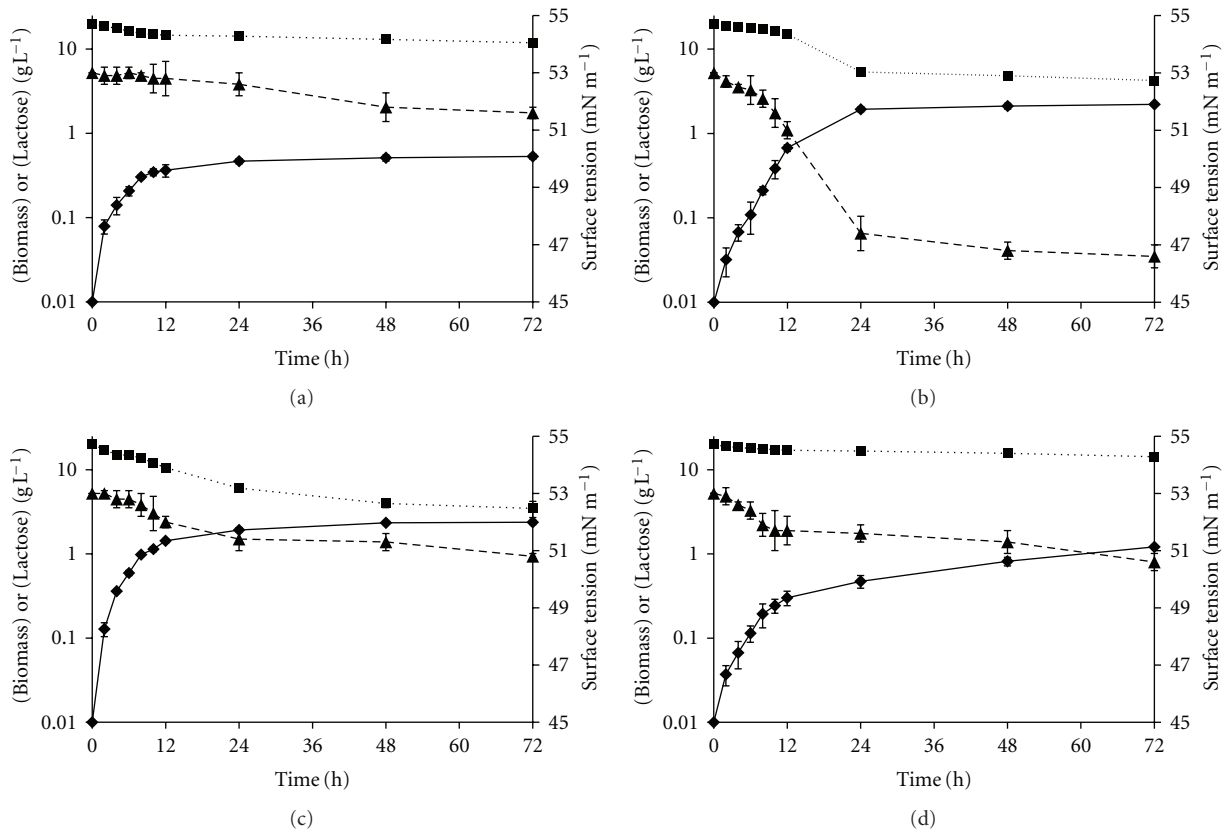 (Biomass) or (Lactose) (gL−1)
10
1
0.1
0.01
55
53
51
49
47
45
Surface tension (mN m−1)
0 12 24 36 48 60 72
Time (h)
(a)
(Biomass) or (Lactose) (gL−1)
10
1
0.1
0.01
55
53
51
49
47
45
Surface tension (mN m−1)
0 12 24 36 48 60 72
Time (h)
(b)
(Biomass) or (Lactose) (gL−1)
10
1
0.1
0.01
55
53
51
49
47
45
Surface tension (mN m−1)
0 12 24 36 48 60 72
Time (h)
(c)
(Biomass) or (Lactose) (gL−1)
10
1
0.1
0.01
55
53
51
49
47
45
Surface tension (mN m−1)
0 12 24 36 48 60 72
Time (h)
(d)